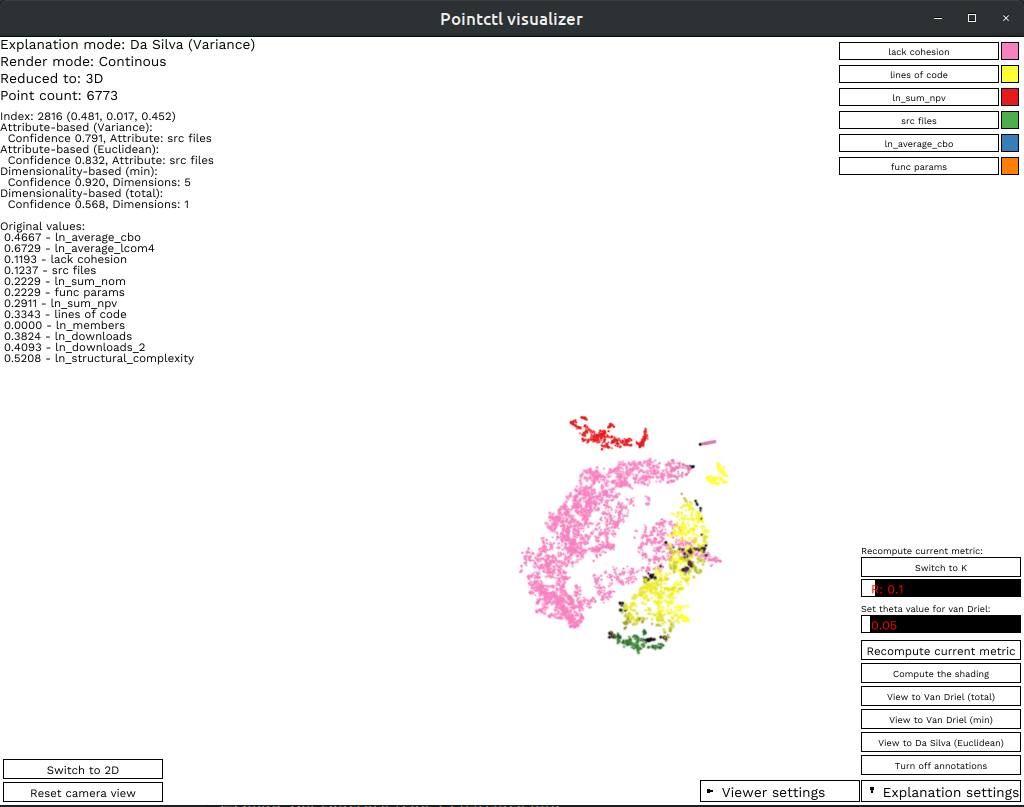 Pointctl visualizer
Explanation mode: Da Silva (Variance)
Render mode: Continous
Reduced to: 3D
Point count: 6773
Index: 2816 (0.481, 0.017, 0.452)
Attribute-based (Variance):
Confidence 0.791, Attribute: src files
Attribute-based (Euclidean):
Confidence 0.832, Attribute: src files
Dimensionality-based (min):
Confidence 0.920, Dimensions: 5
Dimensionality-based (total):
Confidence 0.568, Dimensions: 1
Original values:
0.4667 - ln_average_cbo
0.6729 - ln_average_lcom4
0.1193 - lack cohesion
0.1237 - src files
0.2229 - ln_sum_nom
0.2229 - func params
0.2911 - ln_sum_npv
0.3343 - lines of code
0.0000 - ln_members
0.3824 - ln_downloads
0.4093 - ln_downloads_2
0.5208 - ln_structural_complexity
lack cohesion
lines of code
ln_sum_npv
src files
ln_average_cbo
func params
Recompute current metric:
Switch to K
R: 0.1
Set theta value for van Driel:
0.05
Recompute current metric
Compute the shading
View to Van Driel (total)
View to Van Driel (min)
View to Da Silva (Euclidean)
Turn off annotations
Switch to 2D
Reset camera view
Viewer settings
Explanation settings